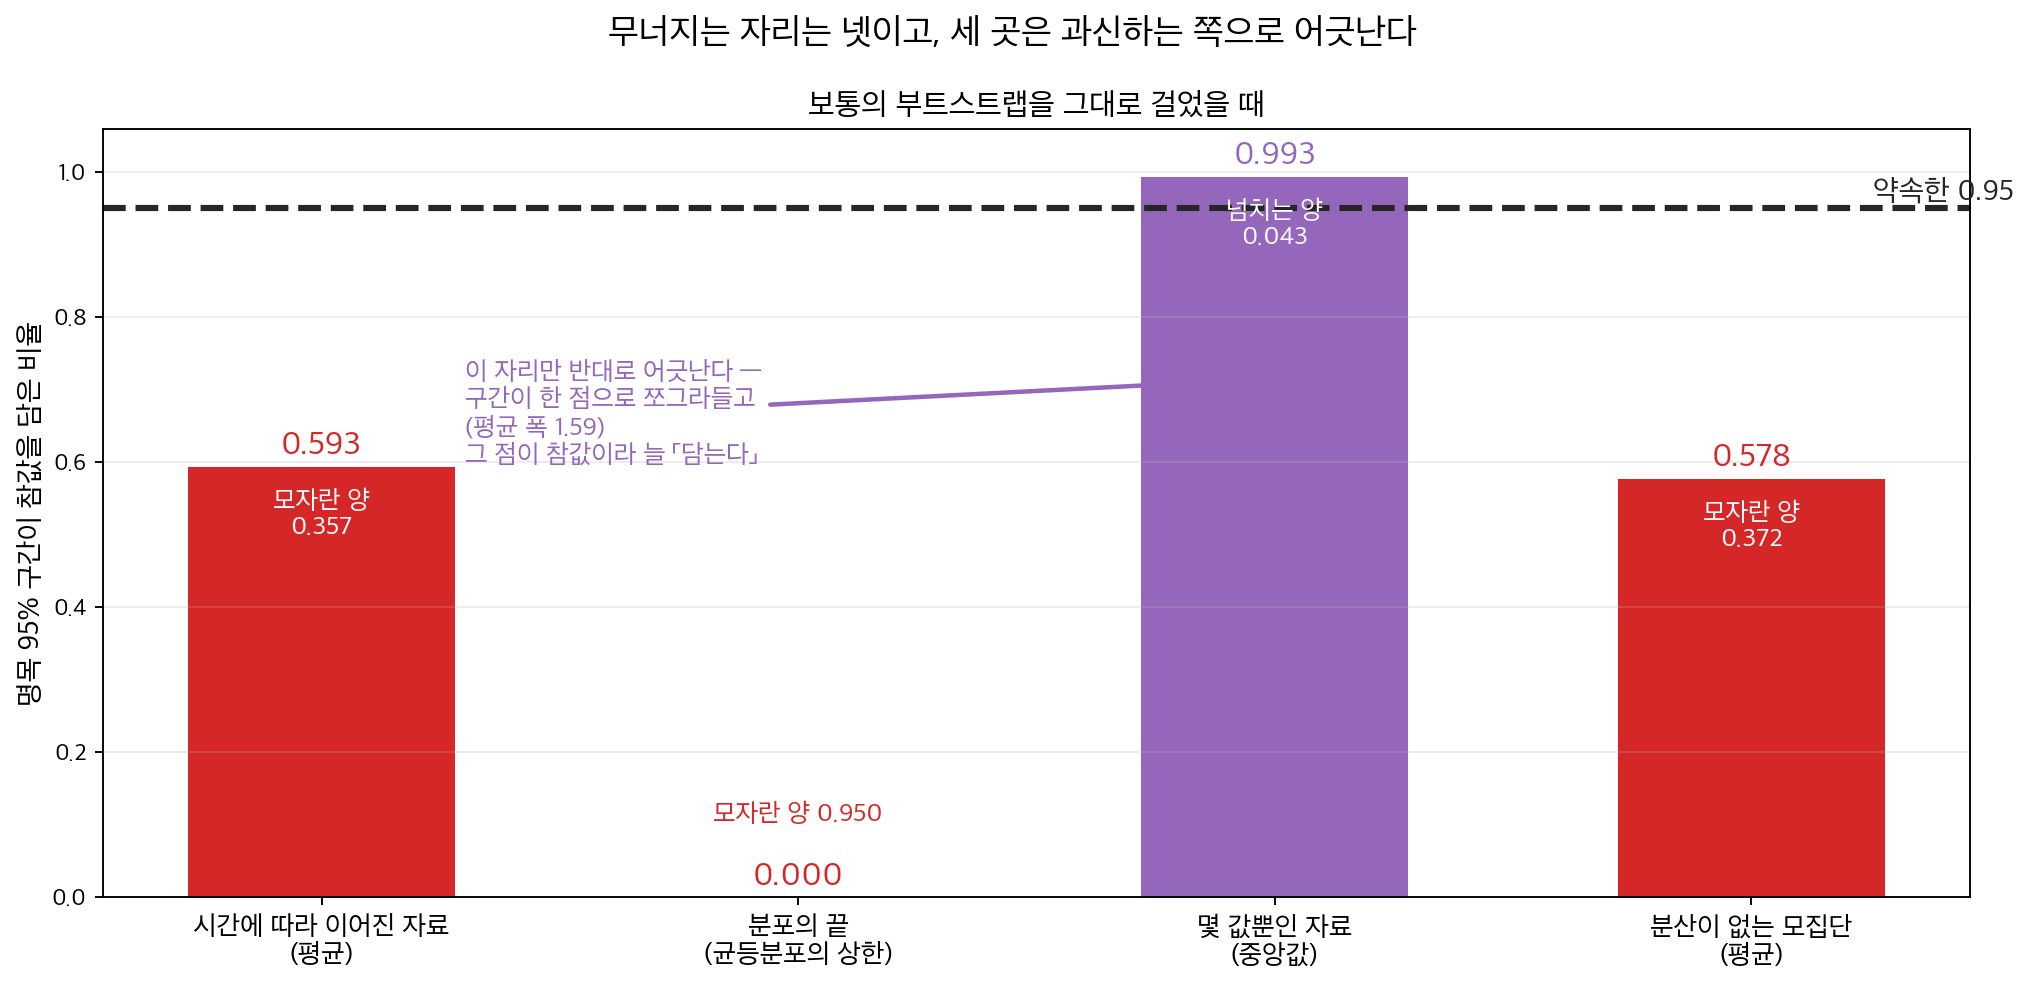 무너지는 자리는 넷이고, 세 곳은 과신하는 쪽으로 어긋난다
보통의 부트스트랩을 그대로 걸었을 때
명목 95% 구간이 참값을 담은 비율
1.0
0.8
0.6
0.4
0.2
0.0
약속한 0.95
0.593
모자란 양
0.357
모자란 양 0.950
0.000
이 자리만 반대로 어긋난다 —
구간이 한 점으로 쪼그라들고
(평균 폭 1.59)
그 점이 참값이라 늘 「담는다」
0.993
넘치는 양
0.043
0.578
모자란 양
0.372
시간에 따라 이어진 자료
(평균)
분포의 끝
(균등분포의 상한)
몇 값뿐인 자료
(중앙값)
분산이 없는 모집단
(평균)